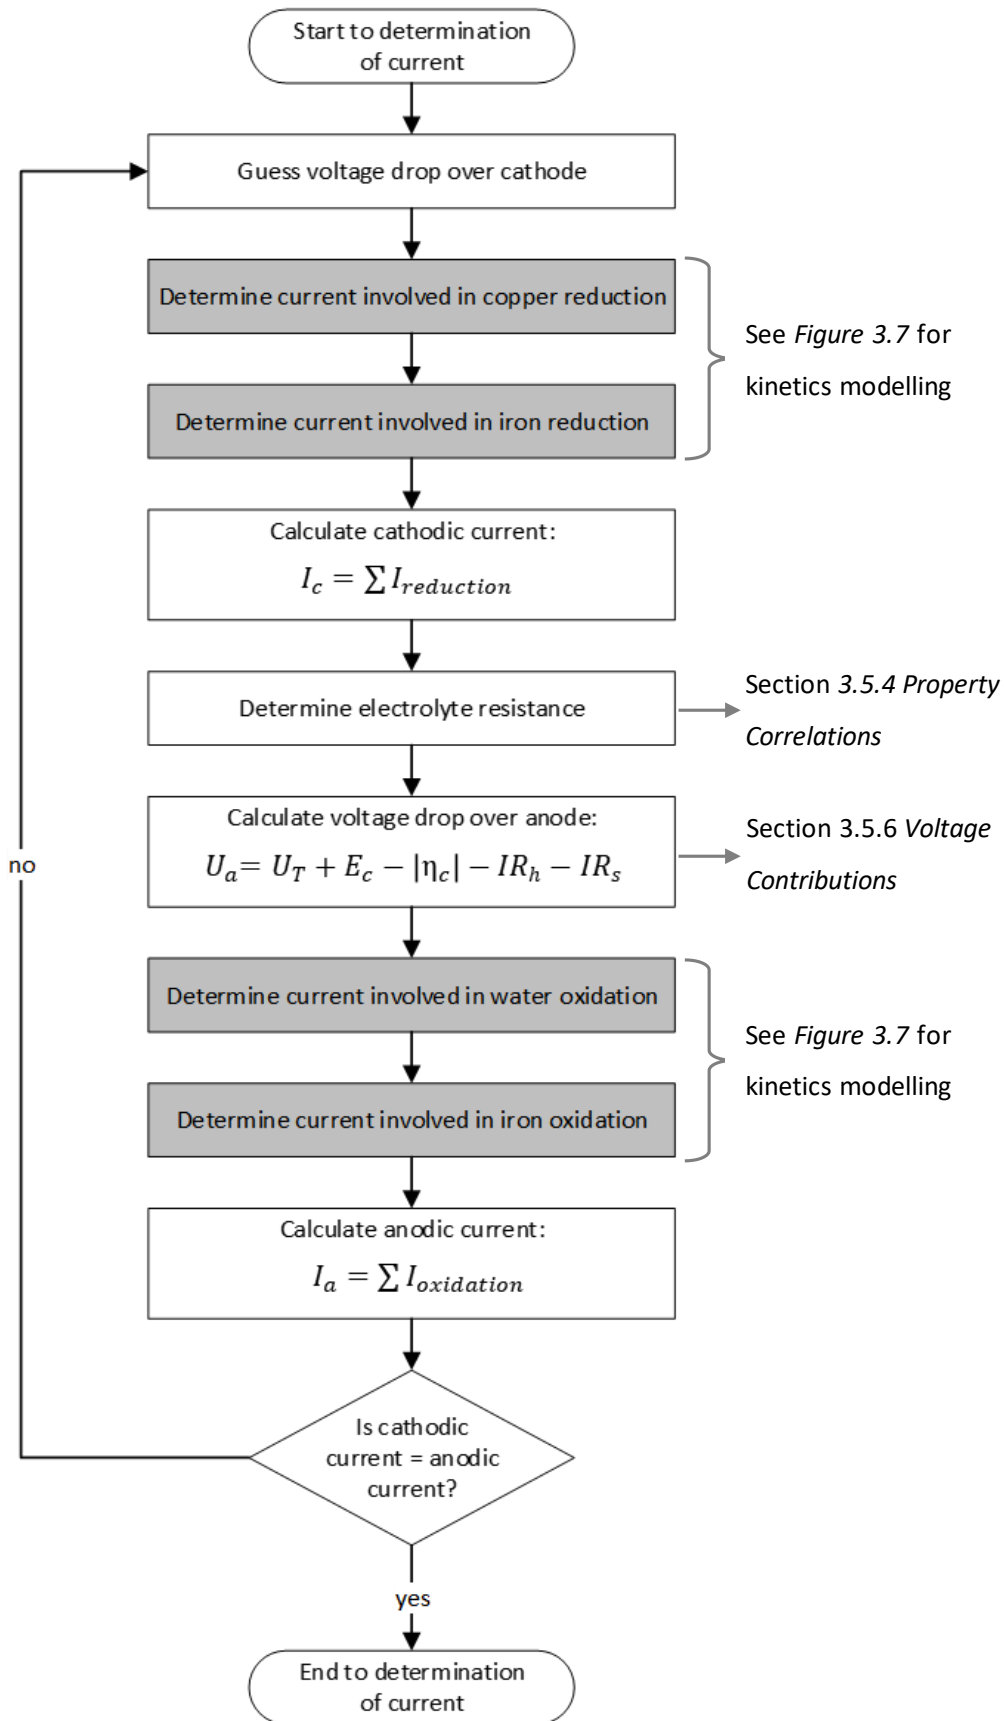 Start to determination
of current
Guess voltage drop over cathode
Determine current involved in copper reduction
Determine current involved in iron reduction
See Figure 3.7 for
kinetics modelling
Calculate cathodic current:
I_c = ∑ I_reduction
Determine electrolyte resistance
Section 3.5.4 Property
Correlations
Calculate voltage drop over anode:
U_a= U_T + E_c − |η_c| − IR_h − IR_s
Section 3.5.6 Voltage
Contributions
no
Determine current involved in water oxidation
Determine current involved in iron oxidation
See Figure 3.7 for
kinetics modelling
Calculate anodic current:
I_a = ∑ I_oxidation
Is cathodic
current = anodic
current?
yes
End to determination
of current